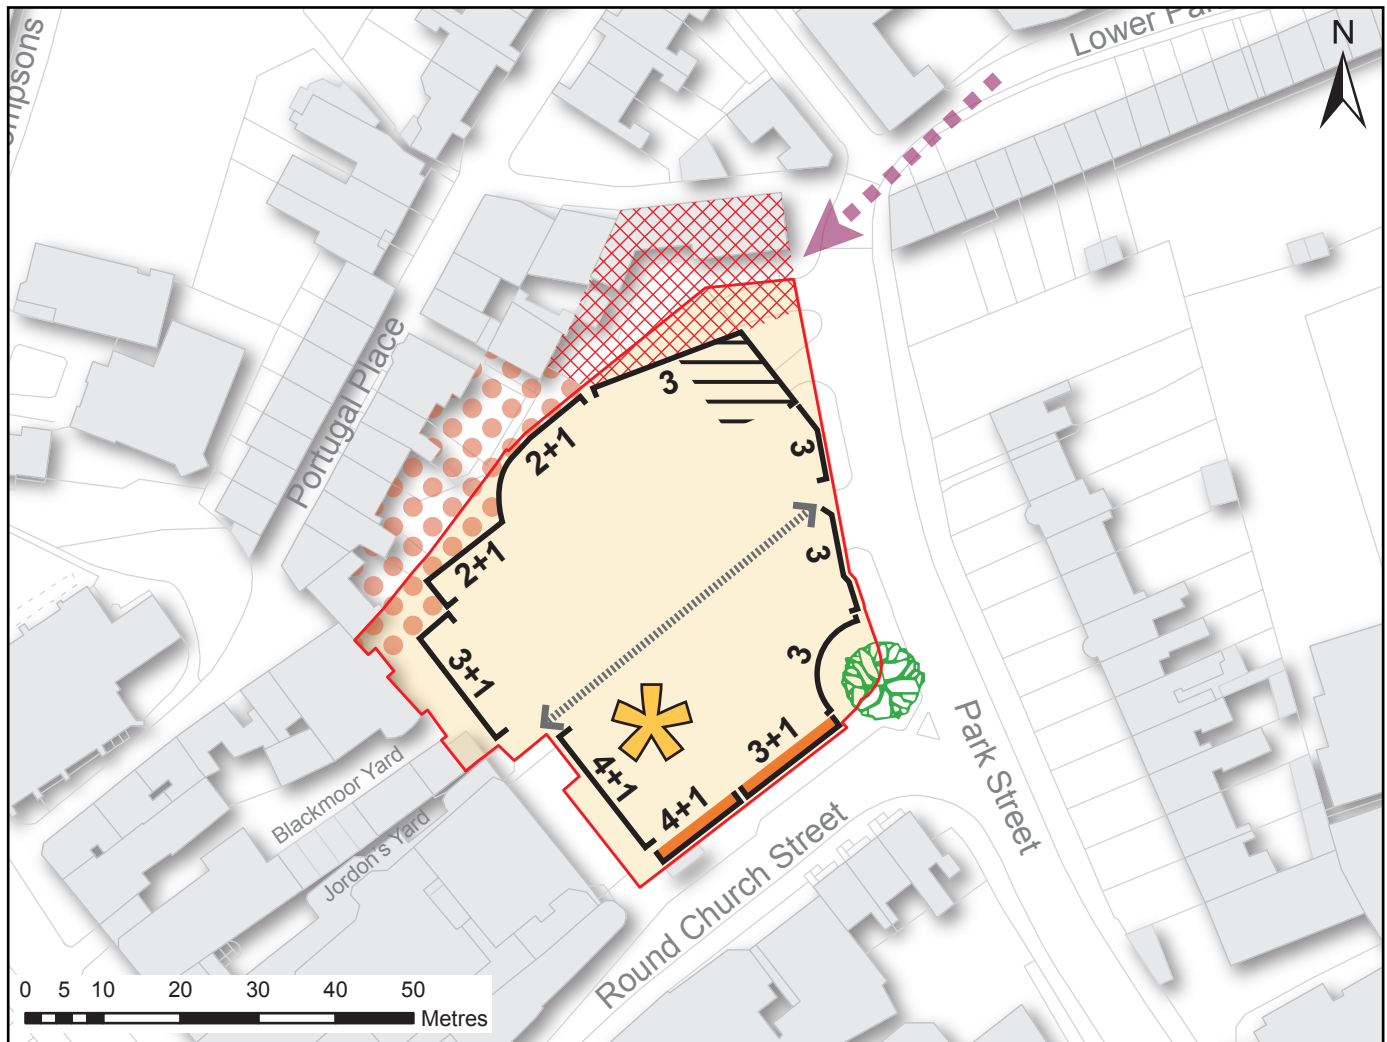 Lower Pa
N
mpsons
Portugal Place
3
2+1
3
2+1
3
3
3+1
4+1
3+1
4+1
Park Street
Blackmoor Yard
Jordon's Yard
Round Church Street
0 5 10 20 30 40 50
Metres